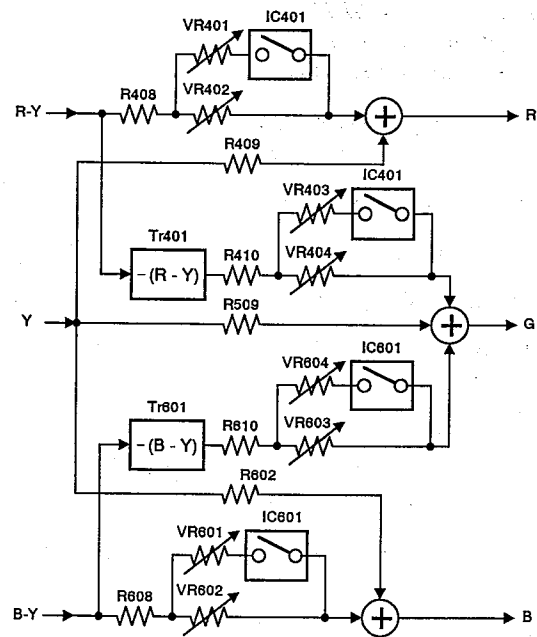 VR401
IC401
R408
VR402
R-Y
R
R409
IC401
VR403
Tr401
R410
VR404
-(R - Y)
R509
Y
G
IC601
VR604
Tr601
R610
VR603
-(B - Y)
R602
IC601
VR601
R608
VR602
B-Y
B